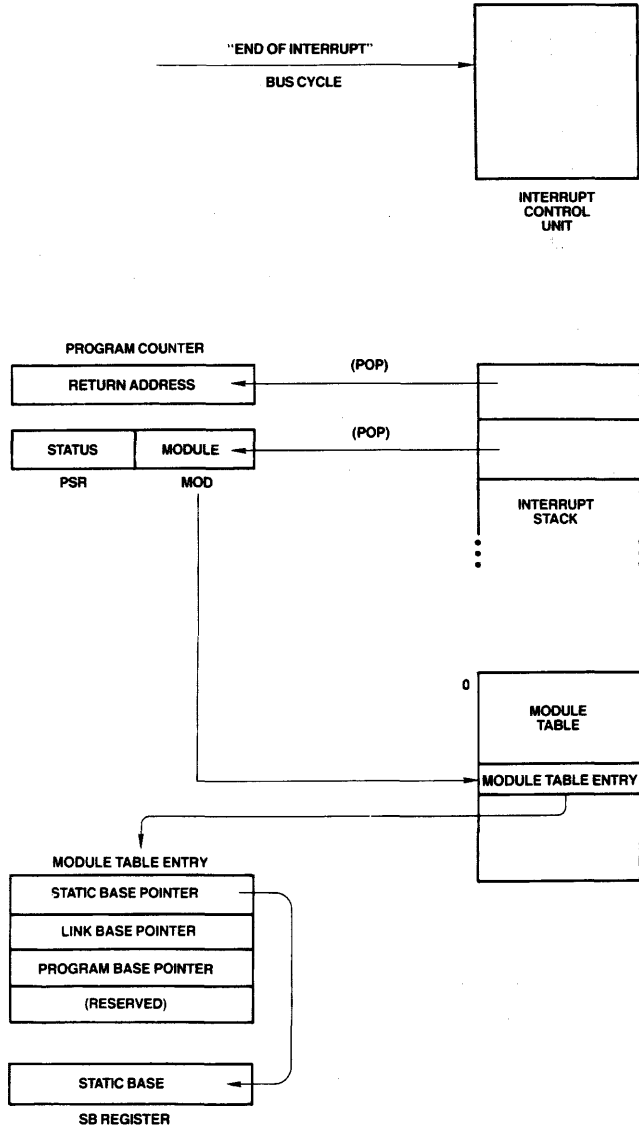 "END OF INTERRUPT"
BUS CYCLE
INTERRUPT
CONTROL
UNIT
PROGRAM COUNTER
RETURN ADDRESS
(POP)
STATUS
MODULE
(POP)
PSR
MOD
INTERRUPT
STACK
0
MODULE
TABLE
MODULE TABLE ENTRY
MODULE TABLE ENTRY
STATIC BASE POINTER
LINK BASE POINTER
PROGRAM BASE POINTER
(RESERVED)
STATIC BASE
SB REGISTER